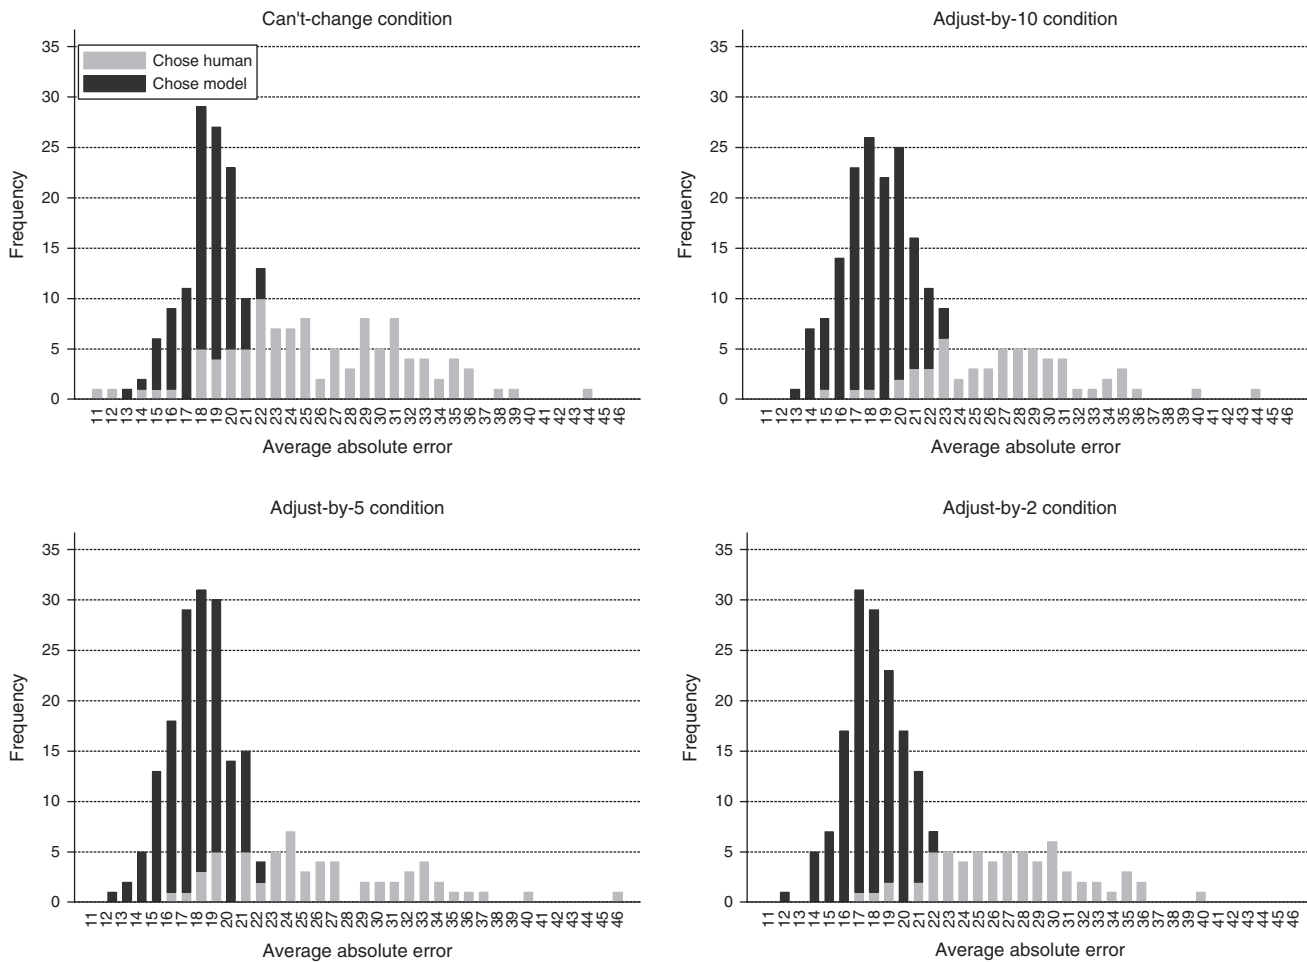 Can't-change condition
35
30
25
20
15
10
5
0
Frequency
Chose human
Chose model
11 12 13 14 15 16 17 18 19 20 21 22 23 24 25 26 27 28 29 30 31 32 33 34 35 36 37 38 39 40 41 42 43 44 45 46
Average absolute error
Adjust-by-10 condition
35
30
25
20
15
10
5
0
Frequency
11 12 13 14 15 16 17 18 19 20 21 22 23 24 25 26 27 28 29 30 31 32 33 34 35 36 37 38 39 40 41 42 43 44 45 46
Average absolute error
Adjust-by-5 condition
35
30
25
20
15
10
5
0
Frequency
11 12 13 14 15 16 17 18 19 20 21 22 23 24 25 26 27 28 29 30 31 32 33 34 35 36 37 38 39 40 41 42 43 44 45 46
Average absolute error
Adjust-by-2 condition
35
30
25
20
15
10
5
0
Frequency
11 12 13 14 15 16 17 18 19 20 21 22 23 24 25 26 27 28 29 30 31 32 33 34 35 36 37 38 39 40 41 42 43 44 45 46
Average absolute error